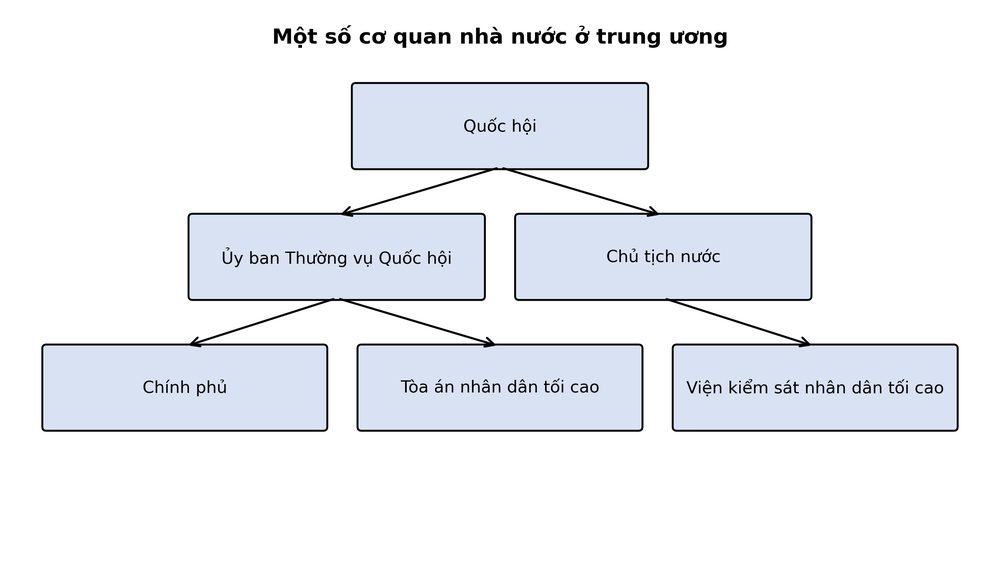 Một số cơ quan nhà nước ở trung ương
Quốc hội
Ủy ban Thường vụ Quốc hội
Chủ tịch nước
Chính phủ
Tòa án nhân dân tối cao
Viện kiểm sát nhân dân tối cao